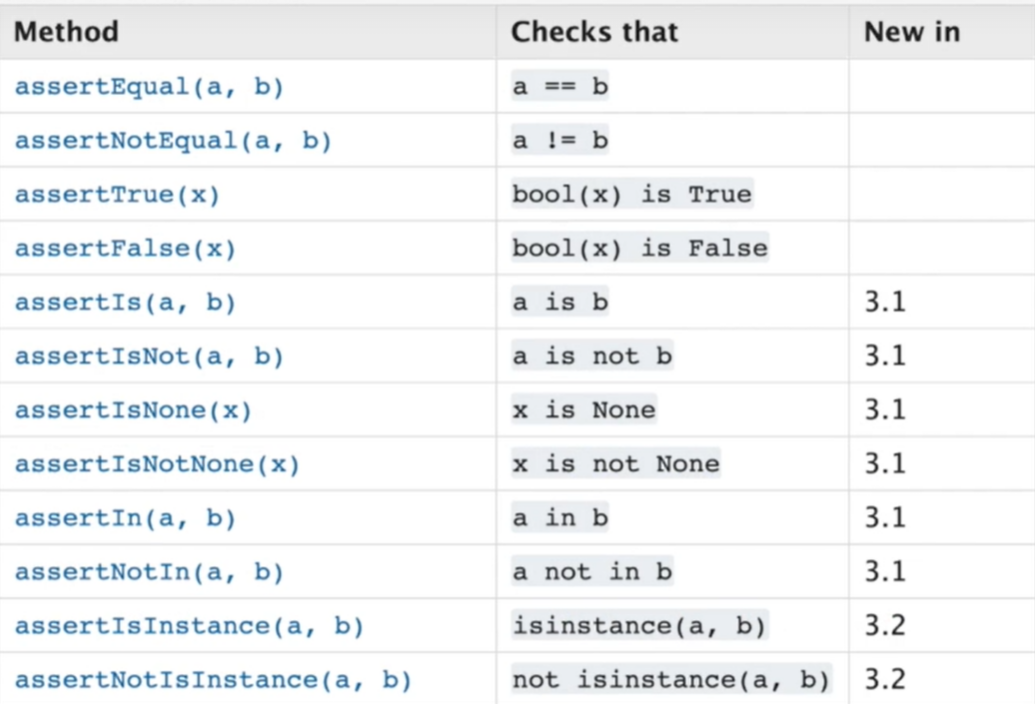 Method Checks that New in
assertEqual(a, b) a == b
assertNotEqual(a, b) a != b
assertTrue(x) bool(x) is True
assertFalse(x) bool(x) is False
assertIs(a, b) a is b 3.1
assertIsNot(a, b) a is not b 3.1
assertIsNone(x) x is None 3.1
assertIsNotNone(x) x is not None 3.1
assertIn(a, b) a in b 3.1
assertNotIn(a, b) a not in b 3.1
assertIsInstance(a, b) isinstance(a, b) 3.2
assertNotIsInstance(a, b) not isinstance(a, b) 3.2